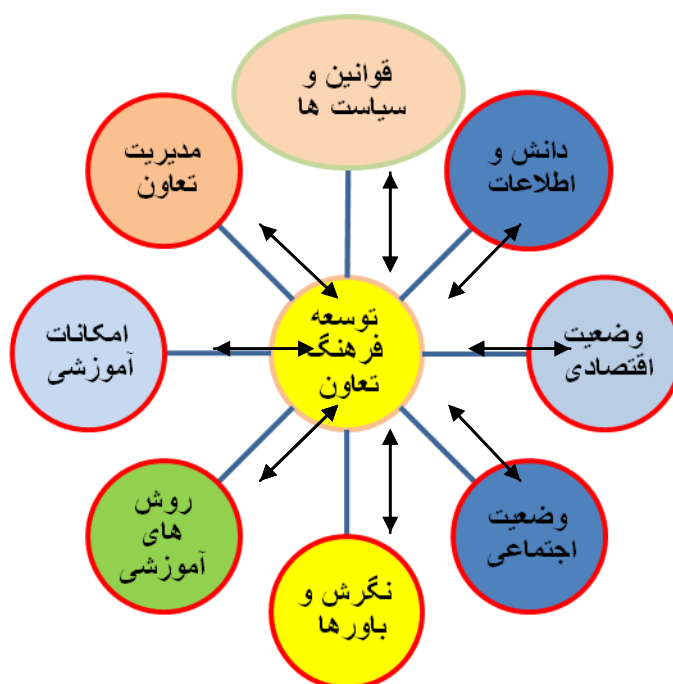 قوانین و
سیاست ها
دانش و
اطلاعات
وضعیت
اقتصادی
وضعیت
اجتماعی
نگرش و
باورها
روش
های
آموزشی
امکانات
آموزشی
مدیریت
تعاون
توسعه
فرهنگ
تعاون